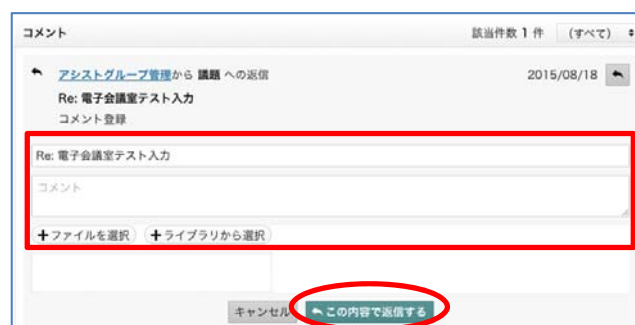 コメント 該当件数 1 件 (すべて)
アシストグループ管理から 議題 への返信 2015/08/18
Re: 電子会議室テスト入力
コメント登録
Re: 電子会議室テスト入力
コメント
+ファイルを選択 +ライブラリから選択
キャンセル この内容で返信する